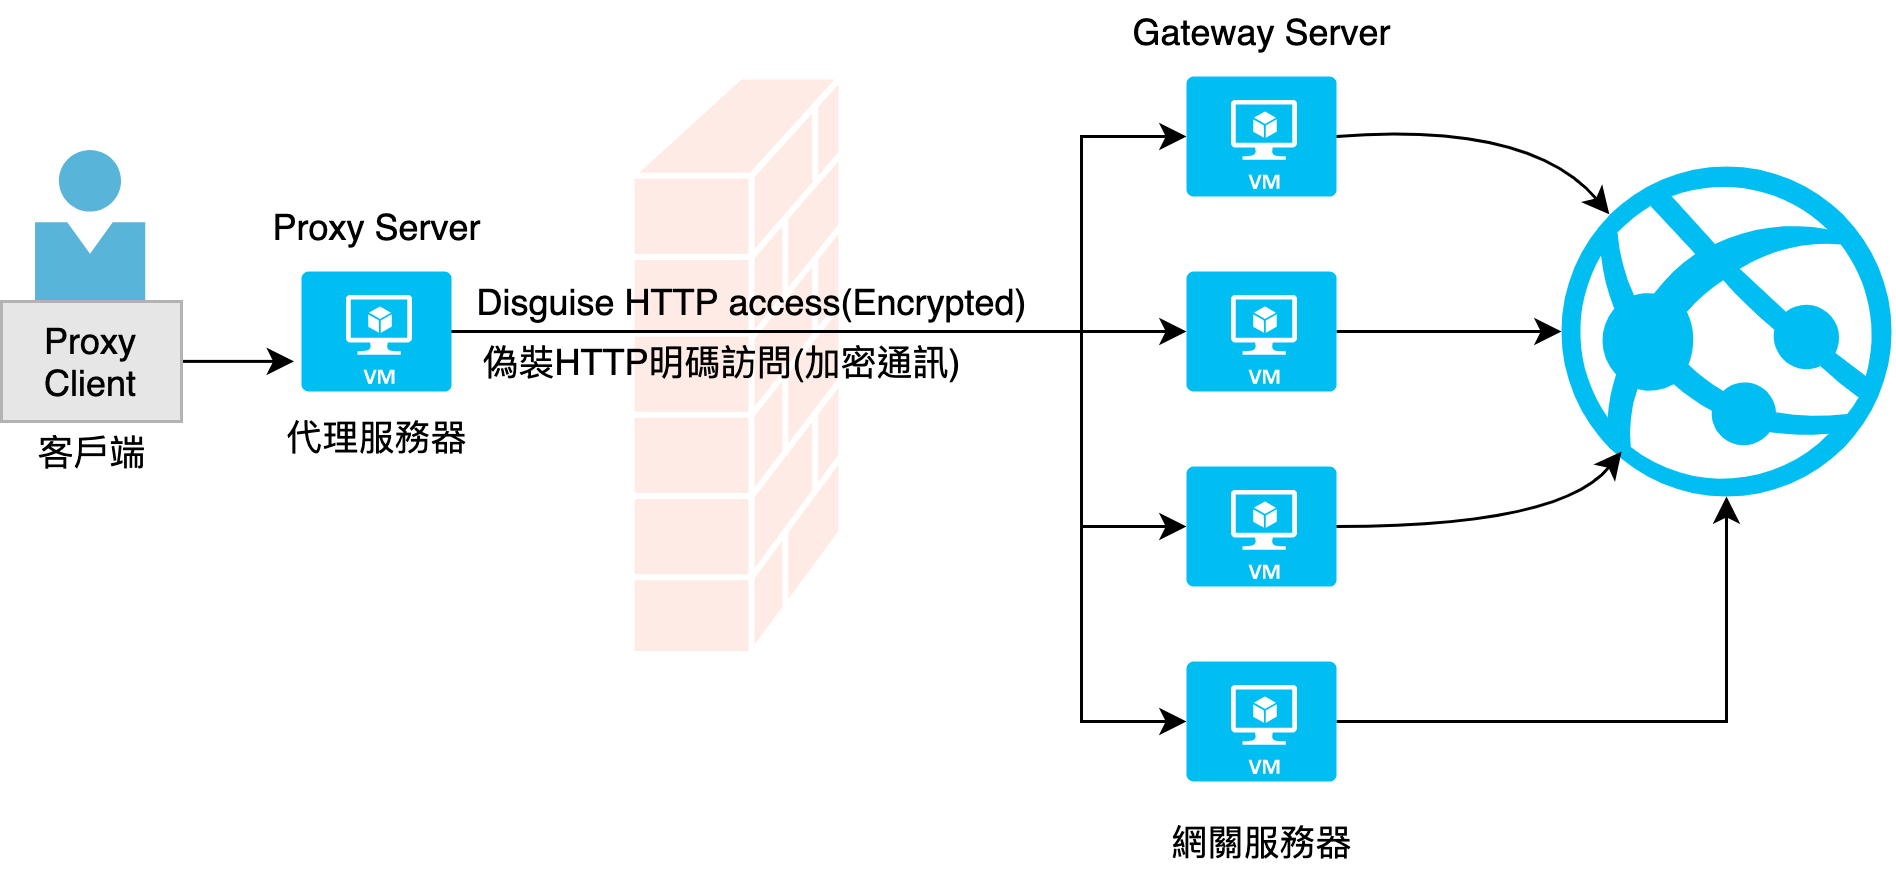 Gateway Server
VM
Proxy Server
VM
Proxy
Client
客戶端
代理服務器
Disguise HTTP access(Encrypted)
偽裝HTTP明碼訪問(加密通訊)
VM
VM
VM
網關服務器